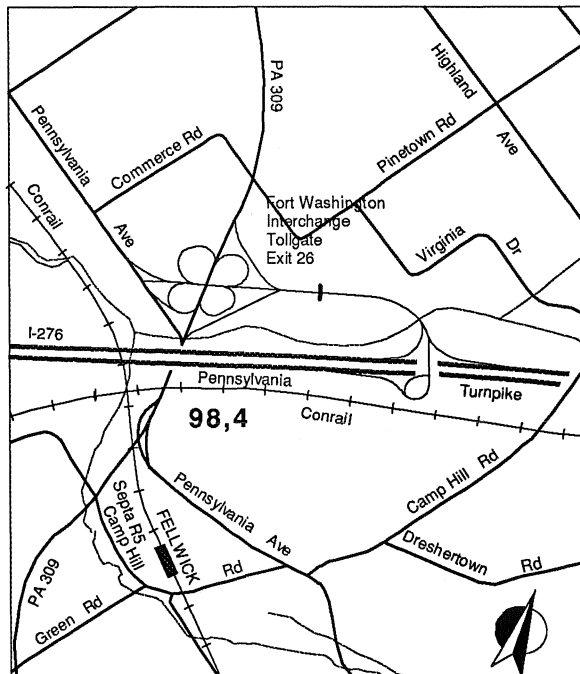 Highland
Ave
PA 309
Pennsylvania
Ave
Commerce Rd
Pinetown Rd
Conrail
Fort Washington
Interchange
Tollgate
Exit 26
Virginia
Dr
I-276
Pennsylvania
Turnpike
98,4
Conrail
Pennsylvania Ave
Camp Hill Rd
Septa R5
Camp Hill
FELLWICK
Rd
Dreshertown Rd
PA 309
Green Rd